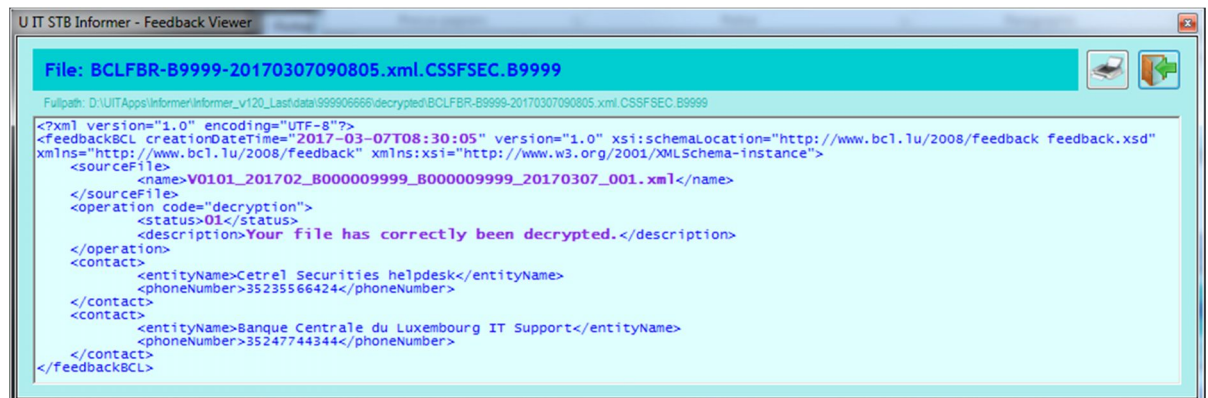 U IT STB Informer - Feedback Viewer
File: BCLFBR-B9999-20170307090805.xml.CSSFSEC.B9999
Fullpath: D:\UITApps\Informer\Informer_v120_Last\data\999906666\decrypted\BCLFBR-B9999-20170307090805.xml.CSSFSEC.B9999
<?xml version="1.0" encoding="UTF-8"?>
<feedbackBCL creationDateTime="2017-03-07T08:30:05" version="1.0" xsi:schemaLocation="http://www.bcl.lu/2008/feedback feedback.xsd"
xmlns="http://www.bcl.lu/2008/feedback" xmlns:xsi="http://www.w3.org/2001/XMLSchema-instance">
<sourceFile>
<name>V0101_201702_B000009999_B000009999_20170307_001.xml</name>
</sourceFile>
<operation code="decryption">
<status>01</status>
<description>Your file has correctly been decrypted.</description>
</operation>
<contact>
<entityName>Cetrel Securities helpdesk</entityName>
<phoneNumber>35235566424</phoneNumber>
</contact>
<contact>
<entityName>Banque Centrale du Luxembourg IT Support</entityName>
<phoneNumber>35247744344</phoneNumber>
</contact>
</feedbackBCL>